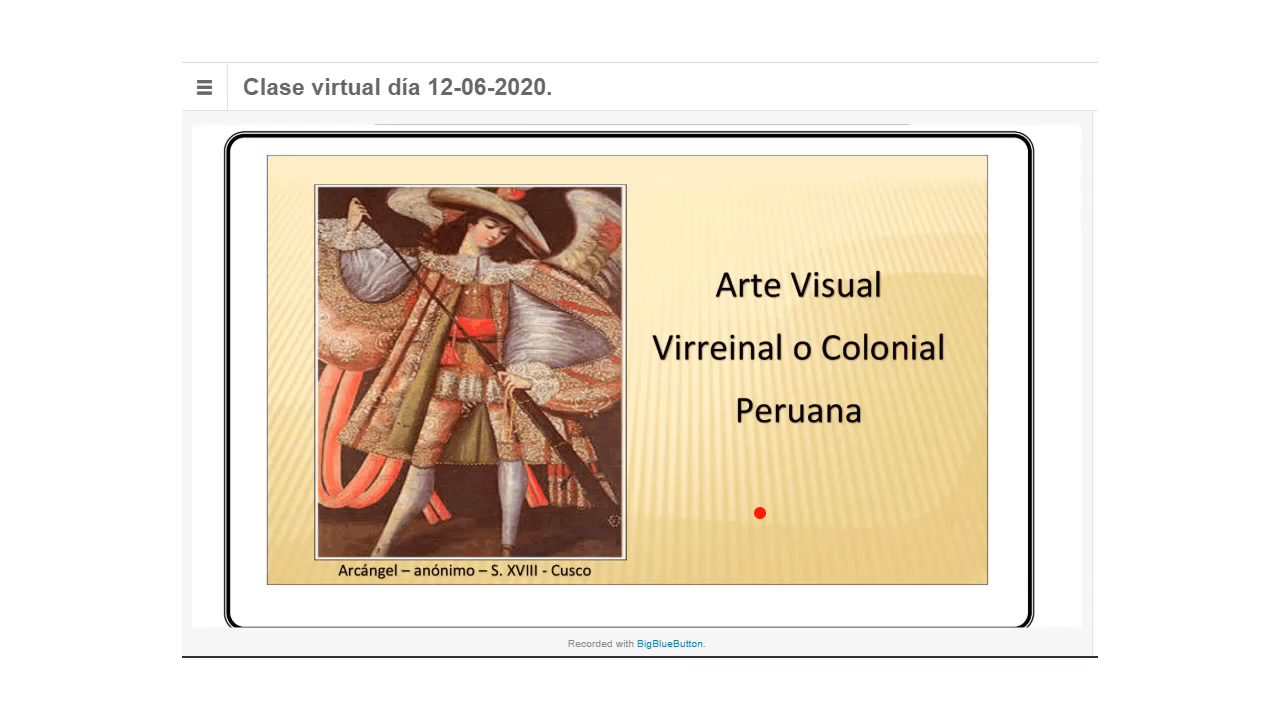 Clase virtual día 12-06-2020.
Arte Visual
Virreinal o Colonial
Peruana
Arcángel – anónimo – S. XVIII - Cusco
Recorded with BigBlueButton.